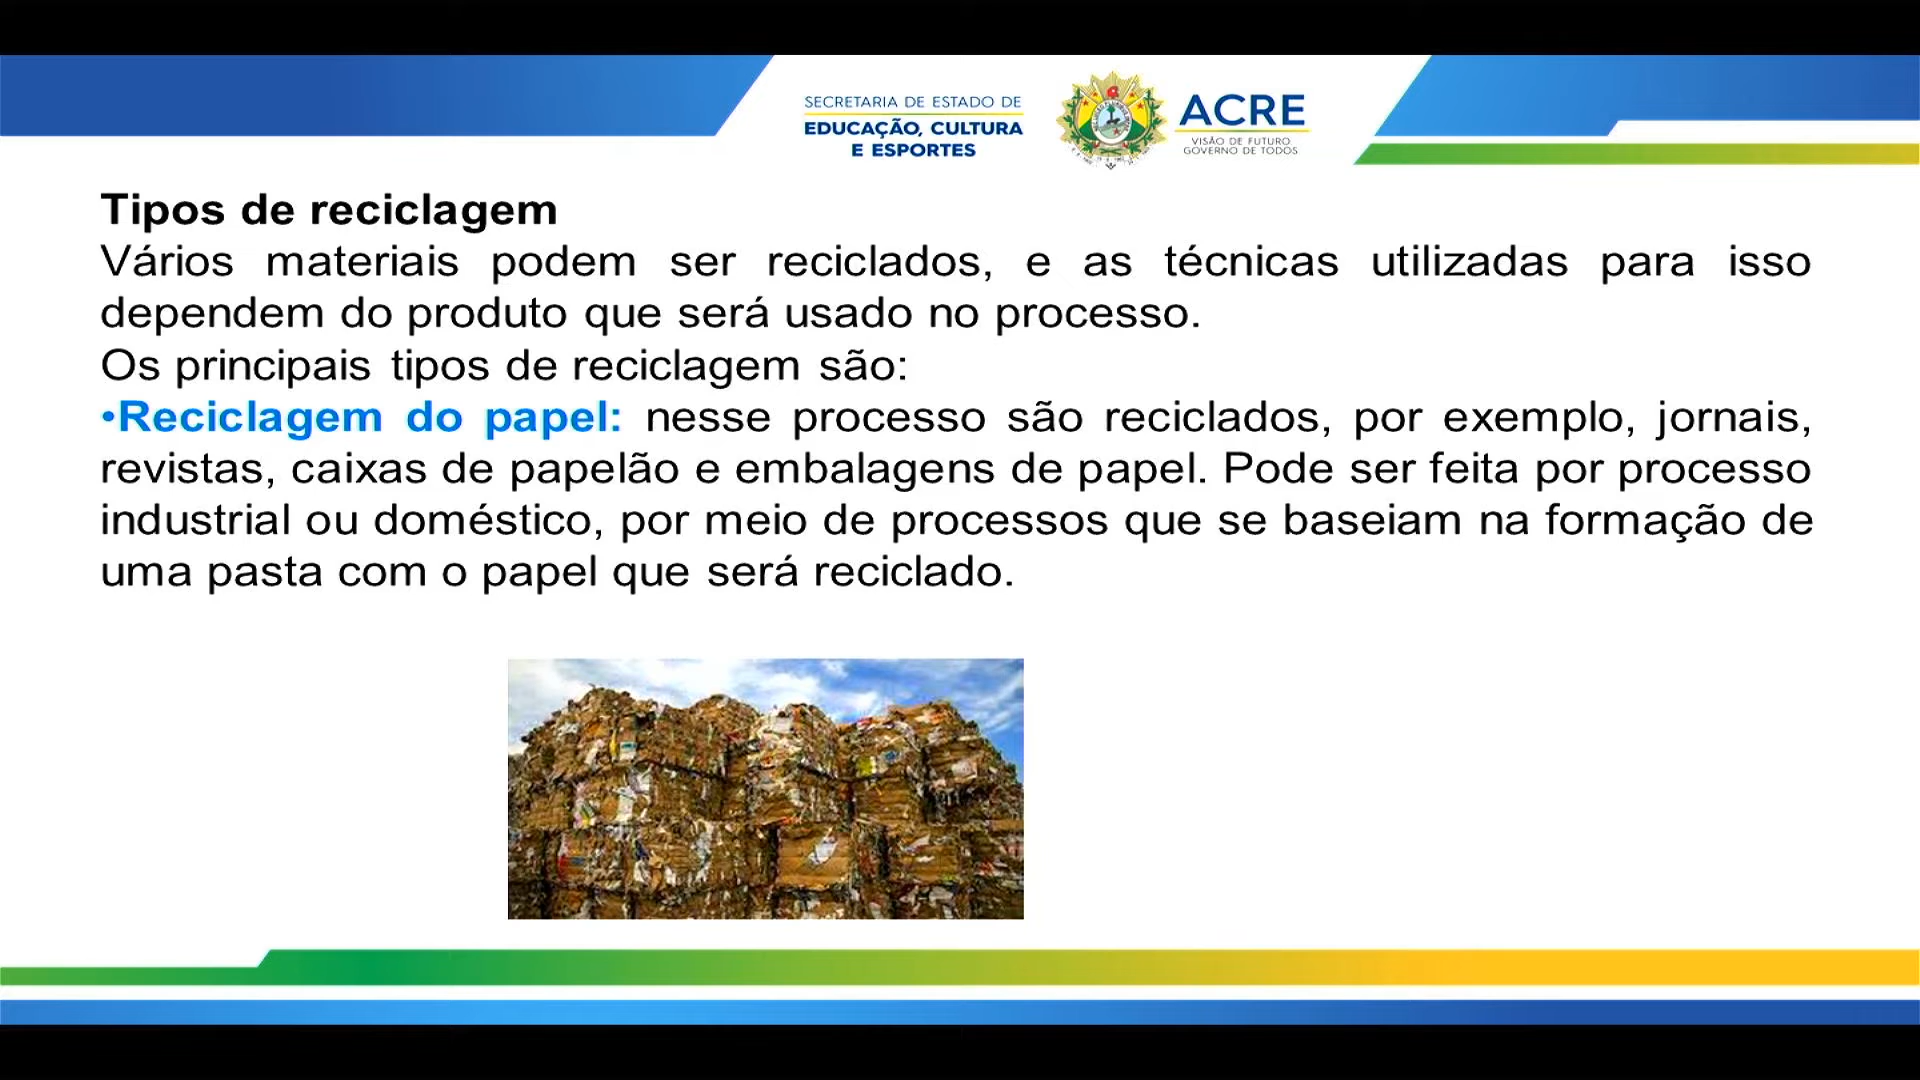 SECRETARIA DE ESTADO DE
EDUCAÇÃO, CULTURA
E ESPORTES
ACRE
VISÃO DE FUTURO.
GOVERNO DE TODOS
Tipos de reciclagem
Vários materiais podem ser reciclados, e as técnicas utilizadas para isso
dependem do produto que será usado no processo.
Os principais tipos de reciclagem são:
•Reciclagem do papel: nesse processo são reciclados, por exemplo, jornais,
revistas, caixas de papelão e embalagens de papel. Pode ser feita por processo
industrial ou doméstico, por meio de processos que se baseiam na formação de
uma pasta com o papel que será reciclado.